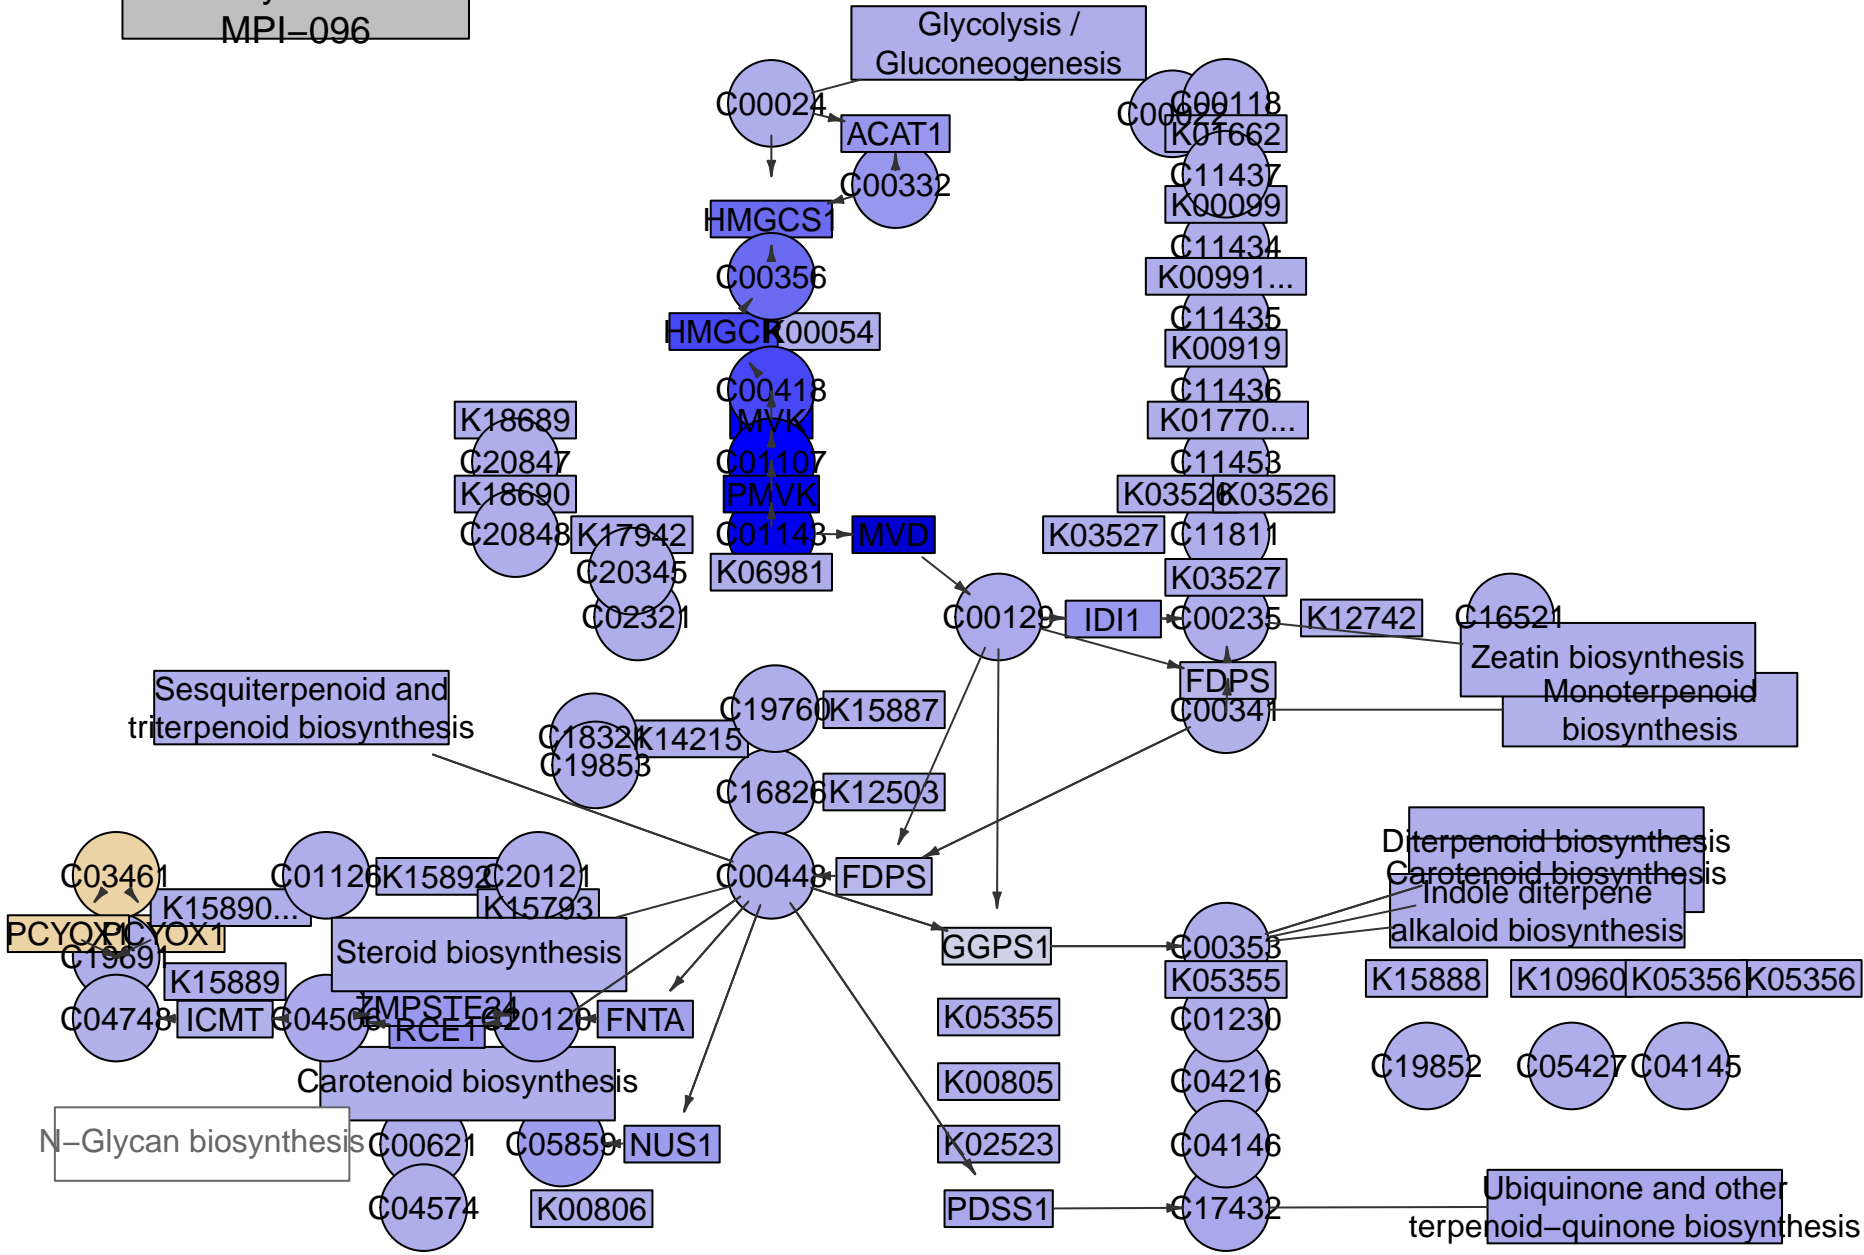 MPI−096
Glycolysis /
Gluconeogenesis
C00024
C00022
C00118
ACAT1
K01662
C00332
C11437
K00099
HMGCS1
C11434
C00356
K00991...
C11435
HMGCR
K00054
K00919
C00418
C11436
K18689
MVK
K01770...
C20847
C01107
C11453
K18690
PMVK
K03526
K03526
C20848
K17942
C01143
MVD
K03527
C11811
C20345
K06981
K03527
C02321
C00129
IDI1
C00235
K12742
C16521
Zeatin biosynthesis
Sesquiterpenoid and
triterpenoid biosynthesis
FDPS
Monoterpenoid
biosynthesis
C19760
K15887
C00341
C18321
K14215
C19853
C16826
K12503
Diterpenoid biosynthesis
C03461
C01126
K15892
C20121
C00448
FDPS
Carotenoid biosynthesis
K15890...
K15793
Indole diterpene
alkaloid biosynthesis
PCYOX1
PCYOX1
Steroid biosynthesis
GGPS1
C00353
C19691
K15889
K05355
K15888
K10960
K05356
K05356
C04748
ICMT
ZMPSTE24
RCE1
FNTA
K05355
C01230
C19852
C05427
C04145
Carotenoid biosynthesis
K00805
C04216
N−Glycan biosynthesis
C00621
C05859
NUS1
K02523
C04146
C04574
K00806
PDSS1
C17432
Ubiquinone and other
terpenoid−quinone biosynthesis